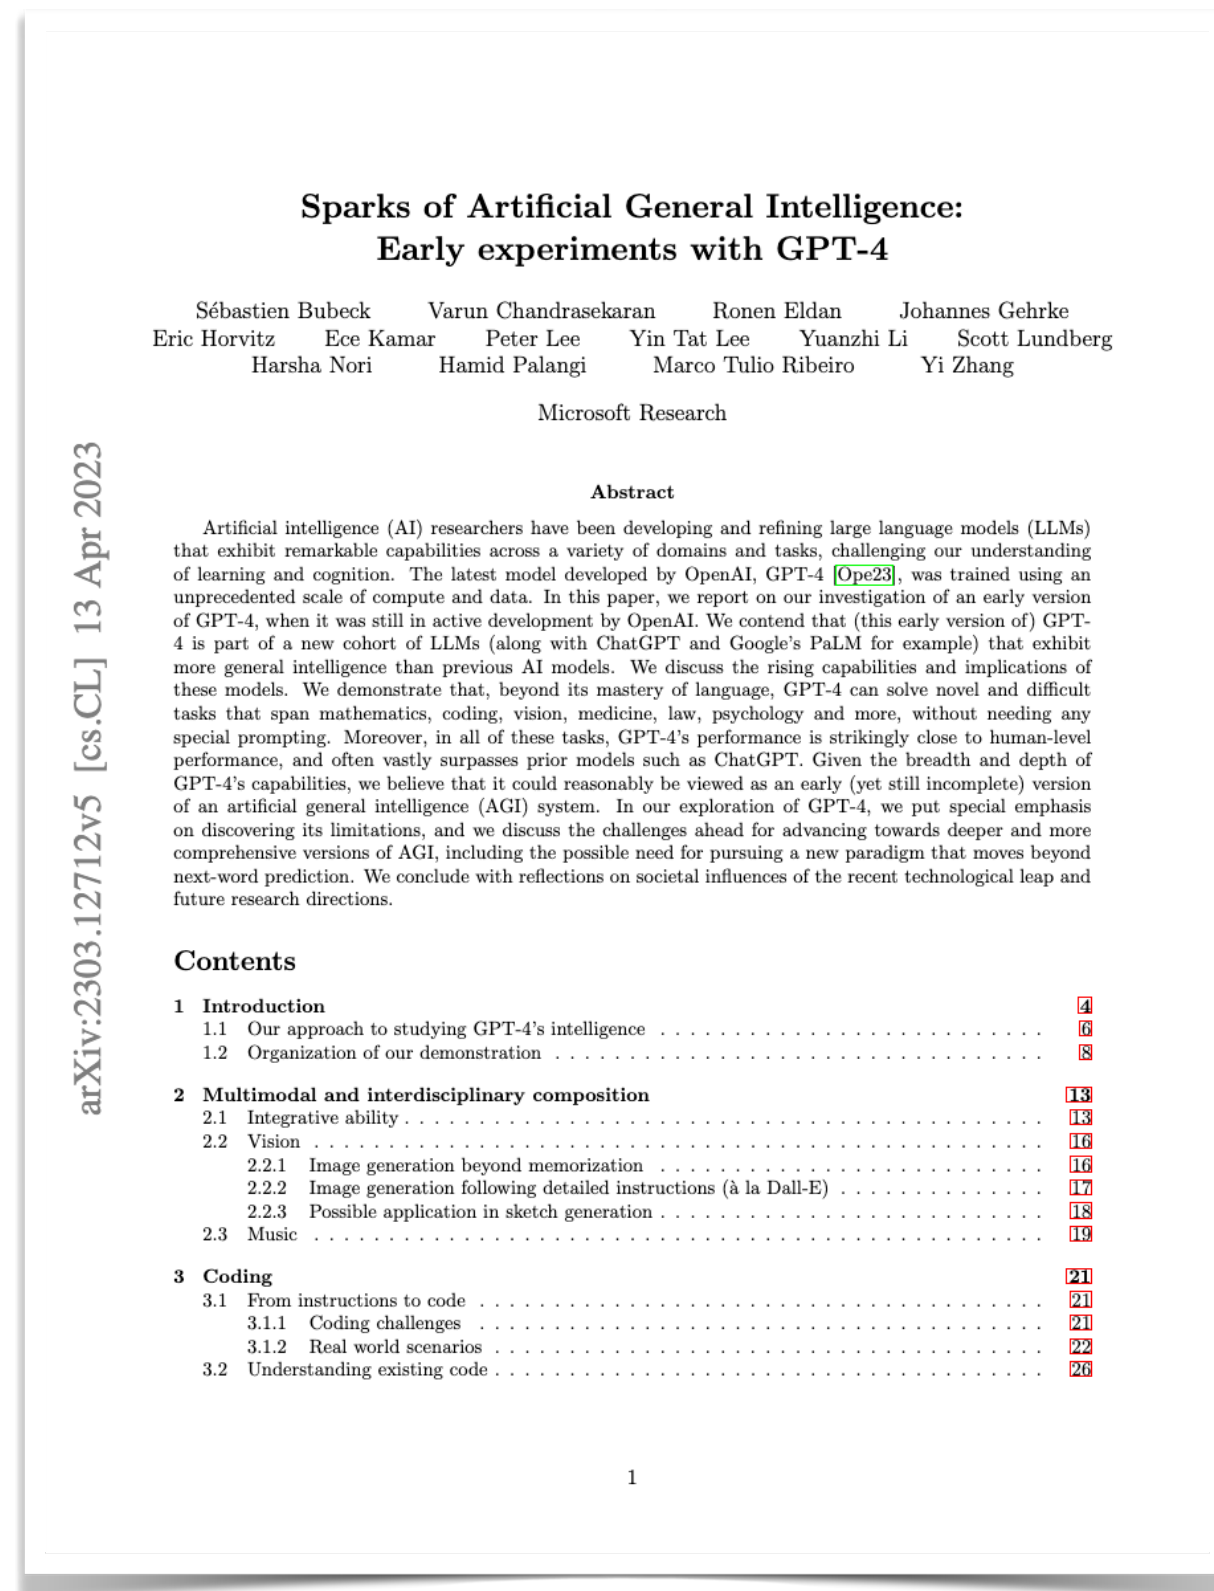 Sparks of Artificial General Intelligence:
Early experiments with GPT-4
Sébastien Bubeck Varun Chandrasekaran Ronen Eldan Johannes Gehrke
Eric Horvitz Ece Kamar Peter Lee Yin Tat Lee Yuanzhi Li Scott Lundberg
Harsha Nori Hamid Palangi Marco Tulio Ribeiro Yi Zhang
Microsoft Research
arXiv:2303.12712v5 [cs.CL] 13 Apr 2023
Abstract
Artificial intelligence (AI) researchers have been developing and refining large language models (LLMs)
that exhibit remarkable capabilities across a variety of domains and tasks, challenging our understanding
of learning and cognition. The latest model developed by OpenAI, GPT-4 [Ope23], was trained using an
unprecedented scale of compute and data. In this paper, we report on our investigation of an early version
of GPT-4, when it was still in active development by OpenAI. We contend that (this early version of) GPT-
4 is part of a new cohort of LLMs (along with ChatGPT and Google's PaLM for example) that exhibit
more general intelligence than previous AI models. We discuss the rising capabilities and implications of
these models. We demonstrate that, beyond its mastery of language, GPT-4 can solve novel and difficult
tasks that span mathematics, coding, vision, medicine, law, psychology and more, without needing any
special prompting. Moreover, in all of these tasks, GPT-4's performance is strikingly close to human-level
performance, and often vastly surpasses prior models such as ChatGPT. Given the breadth and depth of
GPT-4's capabilities, we believe that it could reasonably be viewed as an early (yet still incomplete) version
of an artificial general intelligence (AGI) system. In our exploration of GPT-4, we put special emphasis
on discovering its limitations, and we discuss the challenges ahead for advancing towards deeper and more
comprehensive versions of AGI, including the possible need for pursuing a new paradigm that moves beyond
next-word prediction. We conclude with reflections on societal influences of the recent technological leap and
future research directions.
Contents
1 Introduction 4
1.1 Our approach to studying GPT-4's intelligence . . . . . . . . . . . . . . . . . . . . . . . . . . 6
1.2 Organization of our demonstration . . . . . . . . . . . . . . . . . . . . . . . . . . . . . . . . . 8
2 Multimodal and interdisciplinary composition 13
2.1 Integrative ability . . . . . . . . . . . . . . . . . . . . . . . . . . . . . . . . . . . . . . . . . . . 13
2.2 Vision . . . . . . . . . . . . . . . . . . . . . . . . . . . . . . . . . . . . . . . . . . . . . . . . . 16
2.2.1 Image generation beyond memorization . . . . . . . . . . . . . . . . . . . . . . . . . . 16
2.2.2 Image generation following detailed instructions (à la Dall-E) . . . . . . . . . . . . . . 17
2.2.3 Possible application in sketch generation . . . . . . . . . . . . . . . . . . . . . . . . . . 18
2.3 Music . . . . . . . . . . . . . . . . . . . . . . . . . . . . . . . . . . . . . . . . . . . . . . . . . 19
3 Coding 21
3.1 From instructions to code . . . . . . . . . . . . . . . . . . . . . . . . . . . . . . . . . . . . . . 21
3.1.1 Coding challenges . . . . . . . . . . . . . . . . . . . . . . . . . . . . . . . . . . . . . . 21
3.1.2 Real world scenarios . . . . . . . . . . . . . . . . . . . . . . . . . . . . . . . . . . . . . 22
3.2 Understanding existing code . . . . . . . . . . . . . . . . . . . . . . . . . . . . . . . . . . . . . 26
1